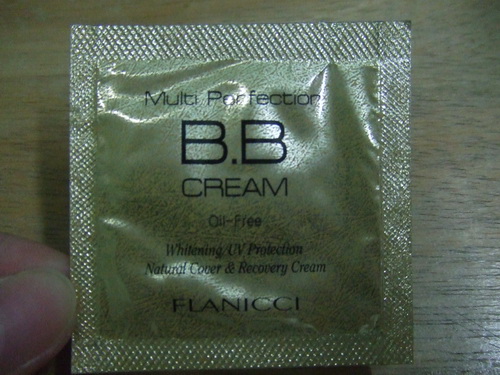 Multi Perfection
B.B
CREAM
Oil-Free
Whitening/UV Protection
Natural Cover & Recovery Cream
FLANICCI